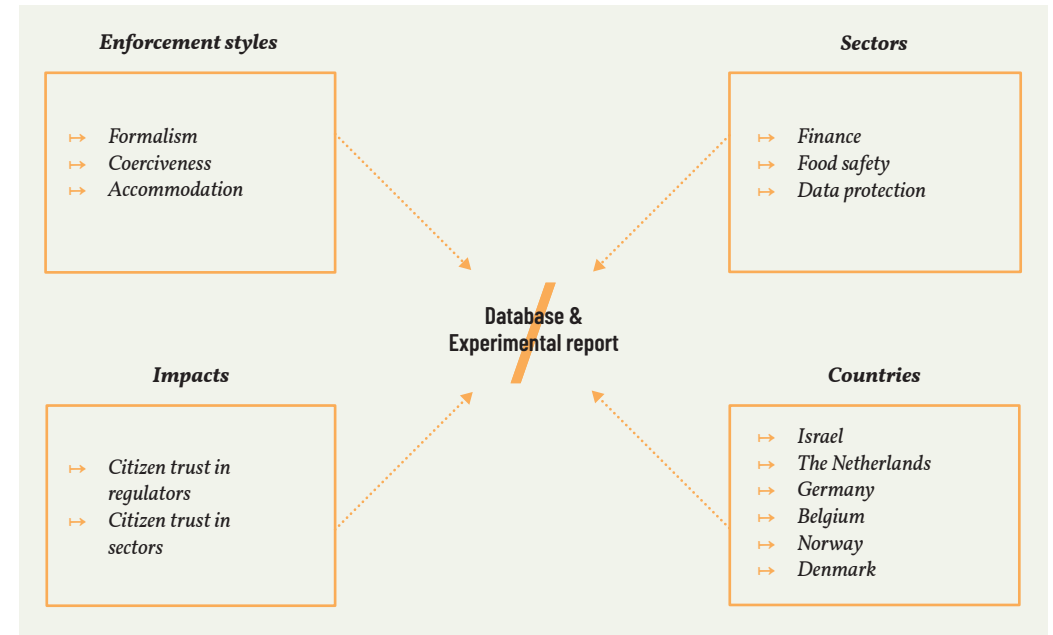 Enforcement styles
Formalism
Coerciveness
Accommodation
Sectors
Finance
Food safety
Data protection
Database &
Experimental report
Impacts
Citizen trust in
regulators
Citizen trust in
sectors
Countries
Israel
The Netherlands
Germany
Belgium
Norway
Denmark